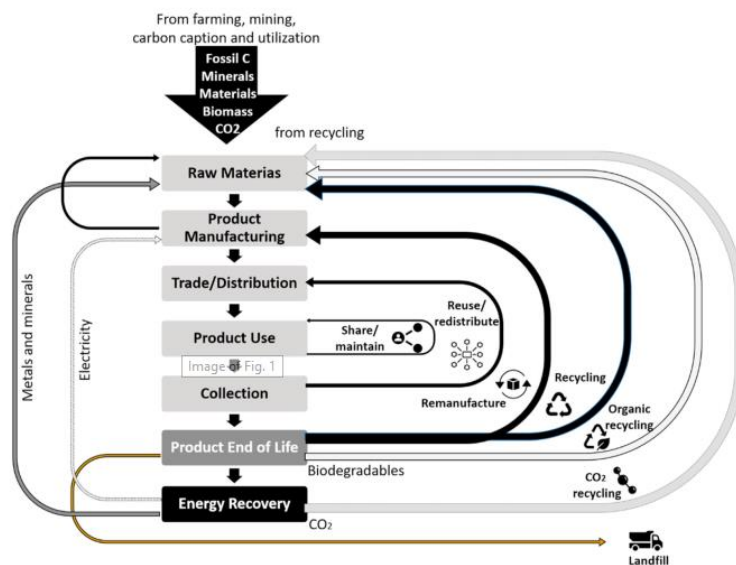 From farming, mining,
carbon caption and utilization
Fossil C
Minerals
Materials
Biomass
CO2
from recycling
Raw Materias
Product
Manufacturing
Trade/Distribution
Reuse/
redistribute
Share/
maintain
Product Use
Image of Fig. 1
Metals and minerals
Electricity
Collection
Remanufacture
Recycling
Organic
recycling
Product End of Life
Biodegradables
CO₂
recycling
Energy Recovery
CO₂
Landfill